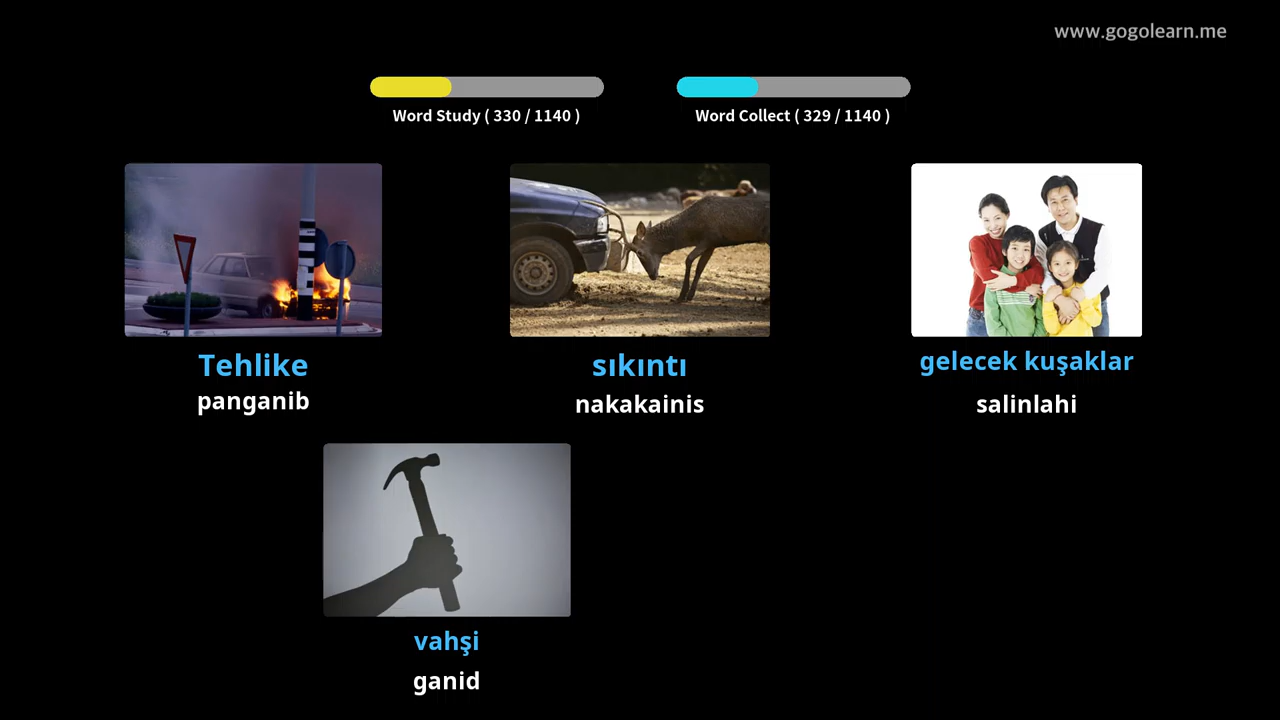 www.gogolearn.me
Word Study ( 330 / 1140 )
Word Collect ( 329 / 1140 )
Tehlike
panganib
sıkıntı
nakakainis
gelecek kuşaklar
salinlahi
vahşi
ganid